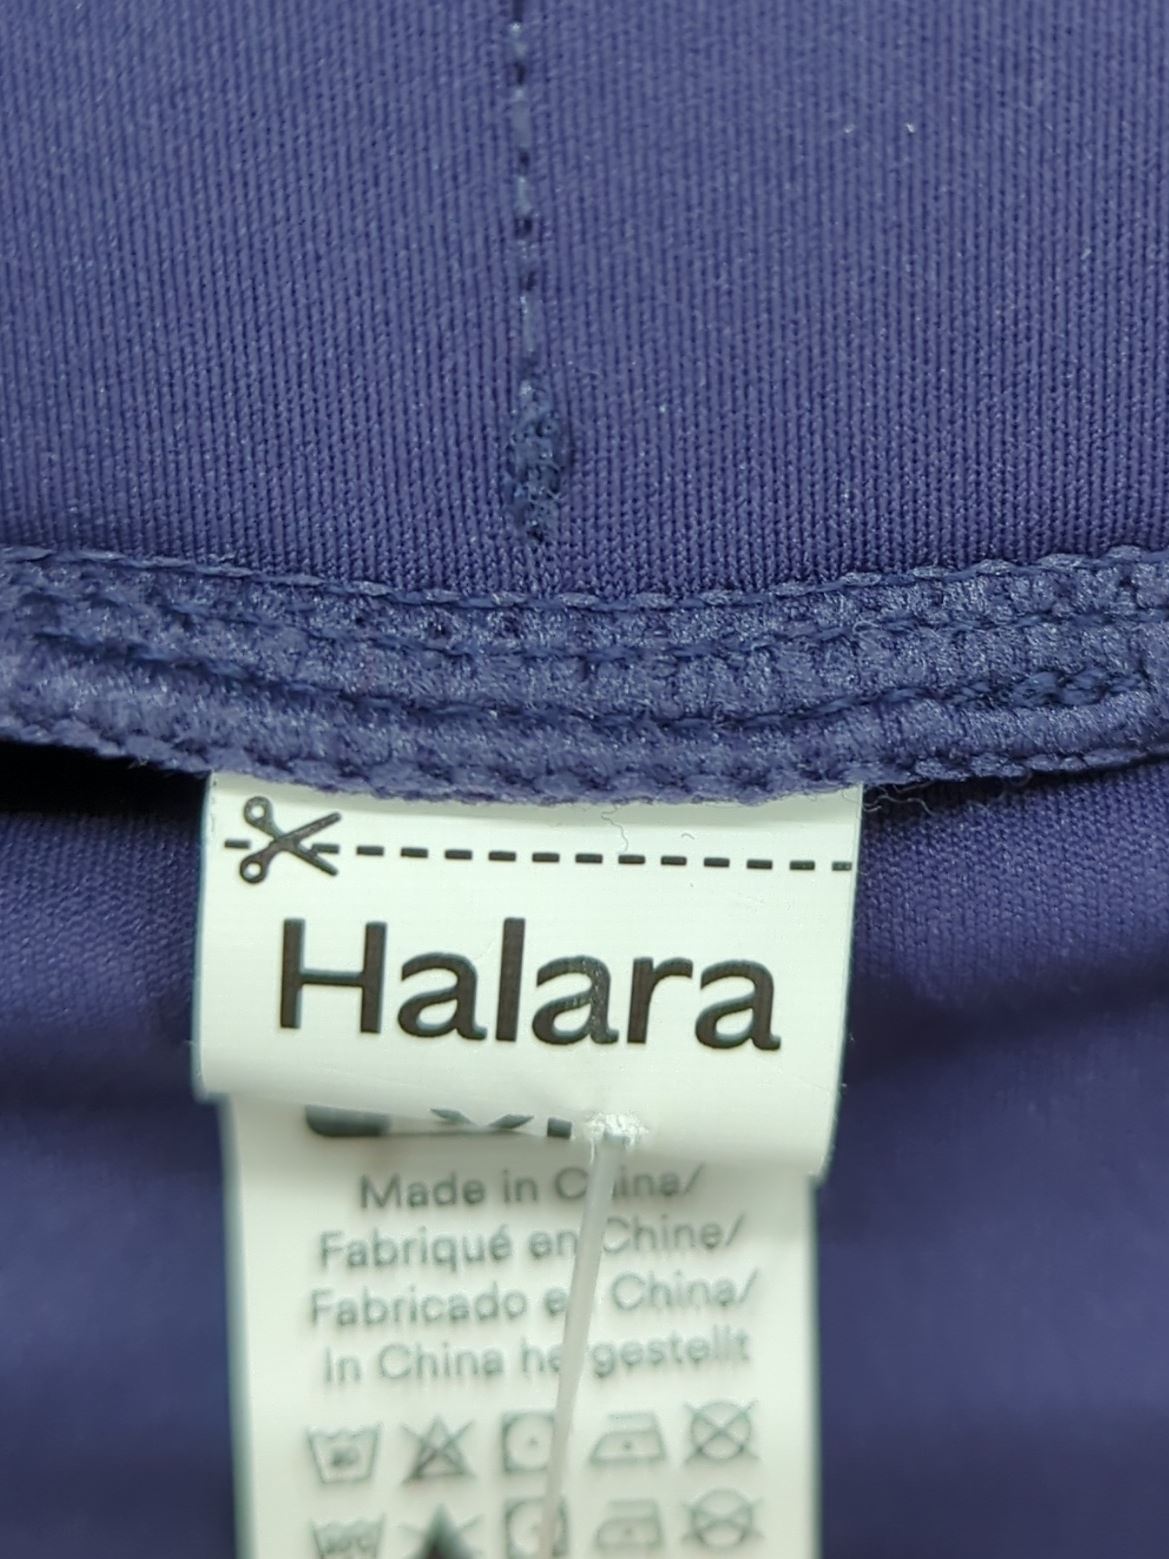 Halara
Made in China/
Fabriqué en Chine/
Fabricado en China/
In China hergestellt